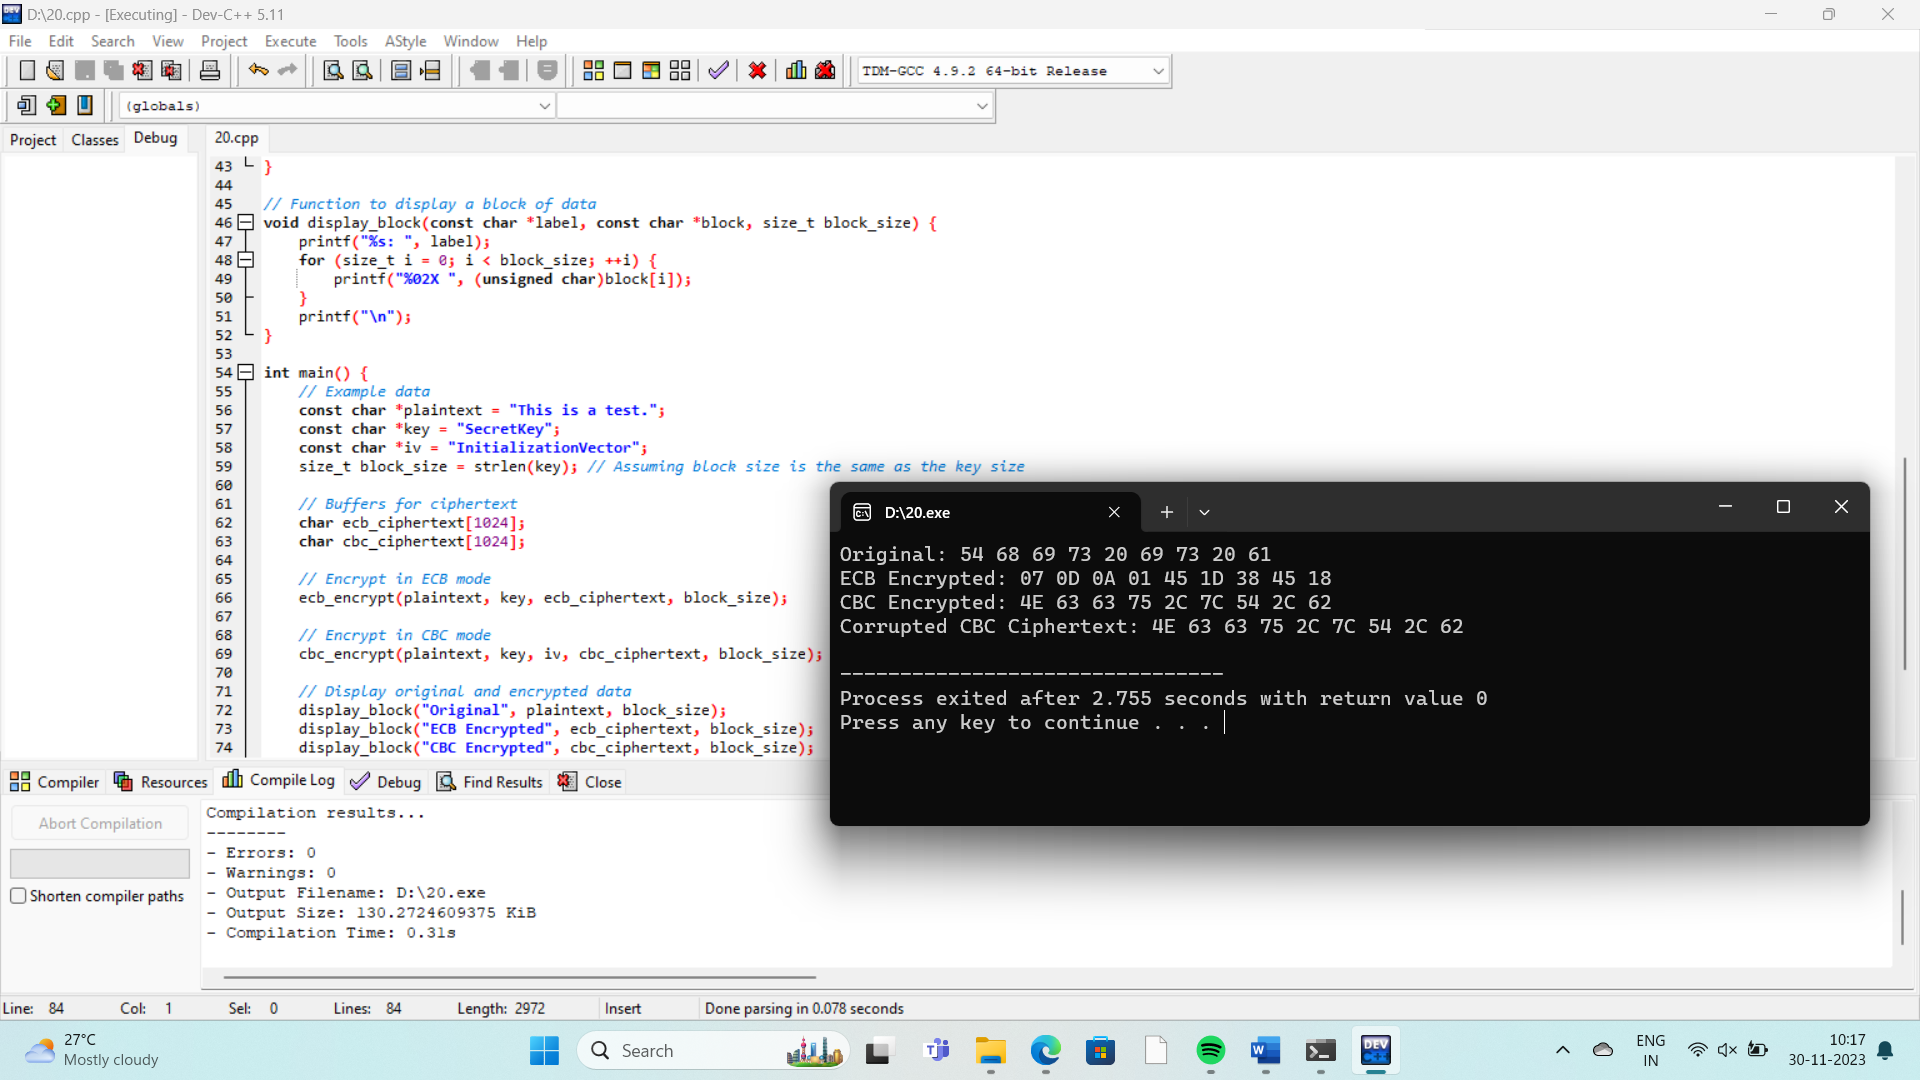 D:\20.cpp - [Executing] - Dev-C++ 5.11
File Edit Search View Project Execute Tools AStyle Window Help
TDM-GCC 4.9.2 64-bit Release
(globals)
Project Classes Debug
20.cpp
43 }
44
45 // Function to display a block of data
46 void display_block(const char *label, const char *block, size_t block_size) {
47 printf("%s: ", label);
48 for (size_t i = 0; i < block_size; ++i) {
49 printf("%02X ", (unsigned char)block[i]);
50 }
51 printf("\n");
52 }
53
54 int main() {
55 // Example data
56 const char *plaintext = "This is a test.";
57 const char *key = "SecretKey";
58 const char *iv = "InitializationVector";
59 size_t block_size = strlen(key); // Assuming block size is the same as the key size
60
61 // Buffers for ciphertext
62 char ecb_ciphertext[1024];
63 char cbc_ciphertext[1024];
64
65 // Encrypt in ECB mode
66 ecb_encrypt(plaintext, key, ecb_ciphertext, block_size);
67
68 // Encrypt in CBC mode
69 cbc_encrypt(plaintext, key, iv, cbc_ciphertext, block_size);
70
71 // Display original and encrypted data
72 display_block("Original", plaintext, block_size);
73 display_block("ECB Encrypted", ecb_ciphertext, block_size);
74 display_block("CBC Encrypted", cbc_ciphertext, block_size);
D:\20.exe
Original: 54 68 69 73 20 69 73 20 61
ECB Encrypted: 07 0D 0A 01 45 1D 38 45 18
CBC Encrypted: 4E 63 63 75 2C 7C 54 2C 62
Corrupted CBC Ciphertext: 4E 63 63 75 2C 7C 54 2C 62
--------------------------------
Process exited after 2.755 seconds with return value 0
Press any key to continue . . .
Compiler Resources Compile Log Debug Find Results Close
Abort Compilation
Shorten compiler paths
Compilation results...
--------
- Errors: 0
- Warnings: 0
- Output Filename: D:\20.exe
- Output Size: 130.2724609375 KiB
- Compilation Time: 0.31s
Line: 84 Col: 1 Sel: 0 Lines: 84 Length: 2972 Insert Done parsing in 0.078 seconds
27°C
Mostly cloudy
Search
DEV C++
ENG
IN
10:17
30-11-2023